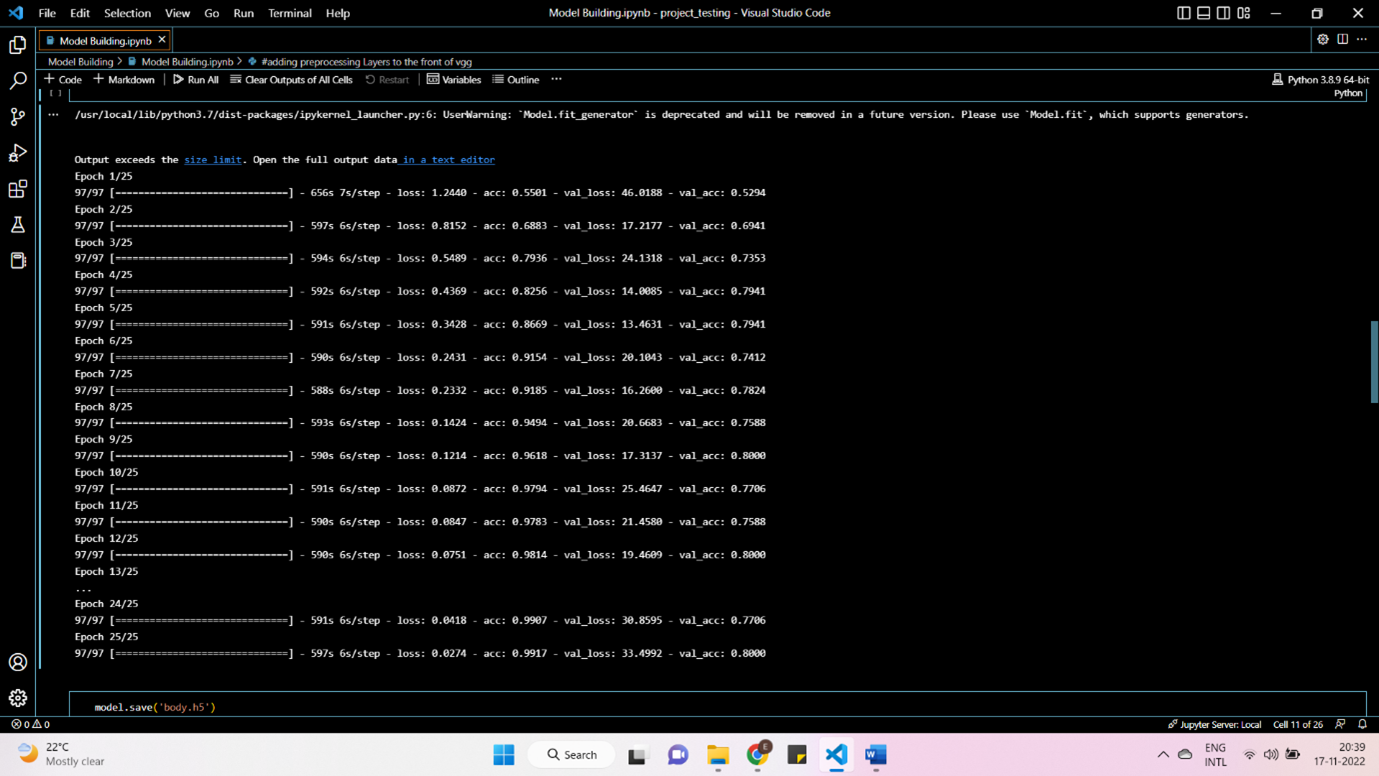 File Edit Selection View Go Run Terminal Help
Model Building.ipynb - project_testing - Visual Studio Code
Model Building.ipynb
Model Building > Model Building.ipynb > #adding preprocessing Layers to the front of vgg
+ Code + Markdown Run All Clear Outputs of All Cells Restart Variables Outline ... Python 3.8.9 64-bit
[ ] Python
... /usr/local/lib/python3.7/dist-packages/ipykernel_launcher.py:6: UserWarning: `Model.fit_generator` is deprecated and will be removed in a future version. Please use `Model.fit`, which supports generators.
Output exceeds the size limit. Open the full output data in a text editor
Epoch 1/25
97/97 [==============================] - 656s 7s/step - loss: 1.2440 - acc: 0.5501 - val_loss: 46.0188 - val_acc: 0.5294
Epoch 2/25
97/97 [==============================] - 597s 6s/step - loss: 0.8152 - acc: 0.6883 - val_loss: 17.2177 - val_acc: 0.6941
Epoch 3/25
97/97 [==============================] - 594s 6s/step - loss: 0.5489 - acc: 0.7936 - val_loss: 24.1318 - val_acc: 0.7353
Epoch 4/25
97/97 [==============================] - 592s 6s/step - loss: 0.4369 - acc: 0.8256 - val_loss: 14.0085 - val_acc: 0.7941
Epoch 5/25
97/97 [==============================] - 591s 6s/step - loss: 0.3428 - acc: 0.8669 - val_loss: 13.4631 - val_acc: 0.7941
Epoch 6/25
97/97 [==============================] - 590s 6s/step - loss: 0.2431 - acc: 0.9154 - val_loss: 20.1043 - val_acc: 0.7412
Epoch 7/25
97/97 [==============================] - 588s 6s/step - loss: 0.2332 - acc: 0.9185 - val_loss: 16.2600 - val_acc: 0.7824
Epoch 8/25
97/97 [==============================] - 593s 6s/step - loss: 0.1424 - acc: 0.9494 - val_loss: 20.6683 - val_acc: 0.7588
Epoch 9/25
97/97 [==============================] - 590s 6s/step - loss: 0.1214 - acc: 0.9618 - val_loss: 17.3137 - val_acc: 0.8000
Epoch 10/25
97/97 [==============================] - 591s 6s/step - loss: 0.0872 - acc: 0.9794 - val_loss: 25.4647 - val_acc: 0.7706
Epoch 11/25
97/97 [==============================] - 590s 6s/step - loss: 0.0847 - acc: 0.9783 - val_loss: 21.4580 - val_acc: 0.7588
Epoch 12/25
97/97 [==============================] - 590s 6s/step - loss: 0.0751 - acc: 0.9814 - val_loss: 19.4609 - val_acc: 0.8000
Epoch 13/25
...
Epoch 24/25
97/97 [==============================] - 591s 6s/step - loss: 0.0418 - acc: 0.9907 - val_loss: 30.8595 - val_acc: 0.7706
Epoch 25/25
97/97 [==============================] - 597s 6s/step - loss: 0.0274 - acc: 0.9917 - val_loss: 33.4992 - val_acc: 0.8000
model.save('body.h5')
0 0 Jupyter Server: Local Cell 11 of 26
22°C
Mostly clear
Search
E
ENG
INTL
20:39
17-11-2022